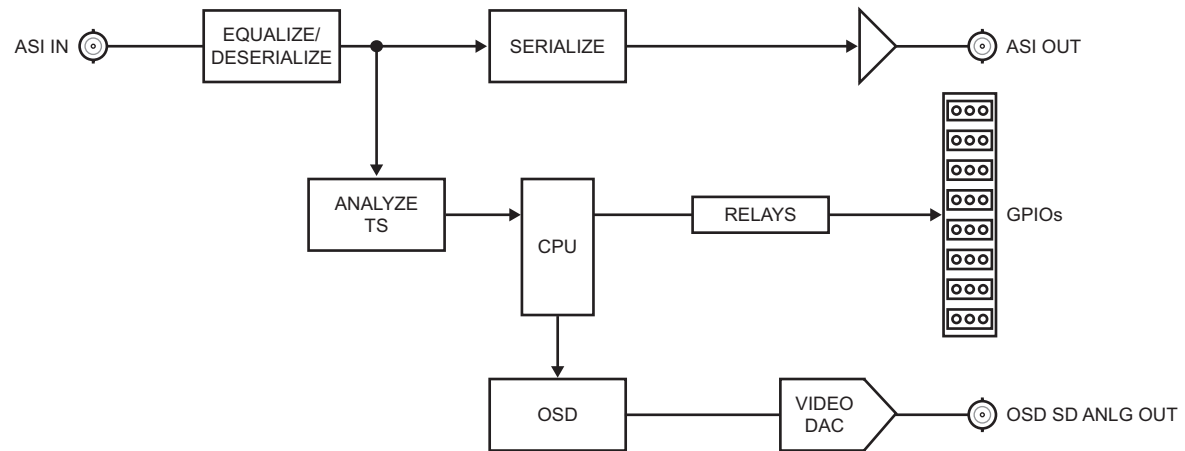 ASI IN
EQUALIZE/
DESERIALIZE
SERIALIZE
ASI OUT
ANALYZE
TS
CPU
RELAYS
GPIOs
OSD
VIDEO
DAC
OSD SD ANLG OUT